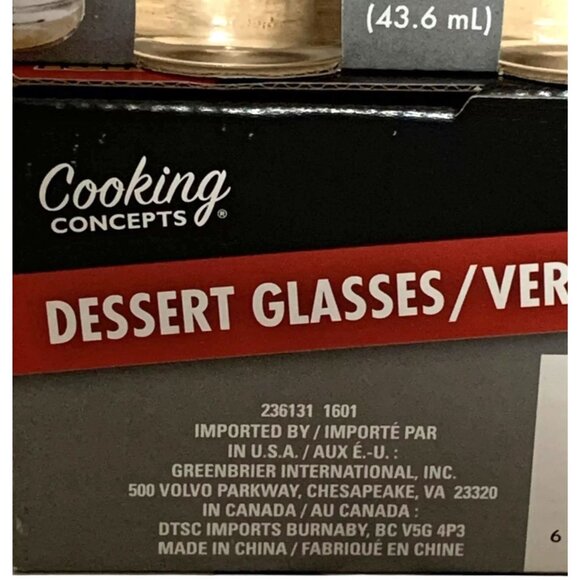 (43.6 mL)
Cooking
CONCEPTS®
DESSERT GLASSES/VER
236131 1601
IMPORTED BY / IMPORTÉ PAR
IN U.S.A. / AUX É.-U. :
GREENBRIER INTERNATIONAL, INC.
500 VOLVO PARKWAY, CHESAPEAKE, VA 23320
IN CANADA / AU CANADA :
DTSC IMPORTS BURNABY, BC V5G 4P3
MADE IN CHINA / FABRIQUÉ EN CHINE
6